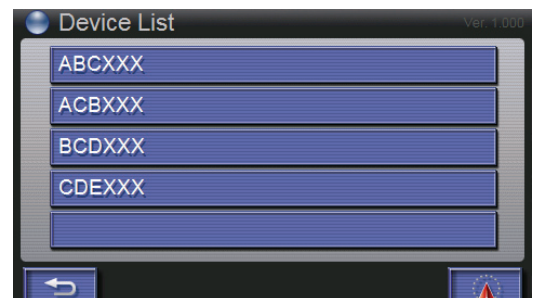 Device List
Ver. 1.000
ABCXXX
ACBXXX
BCDXXX
CDEXXX